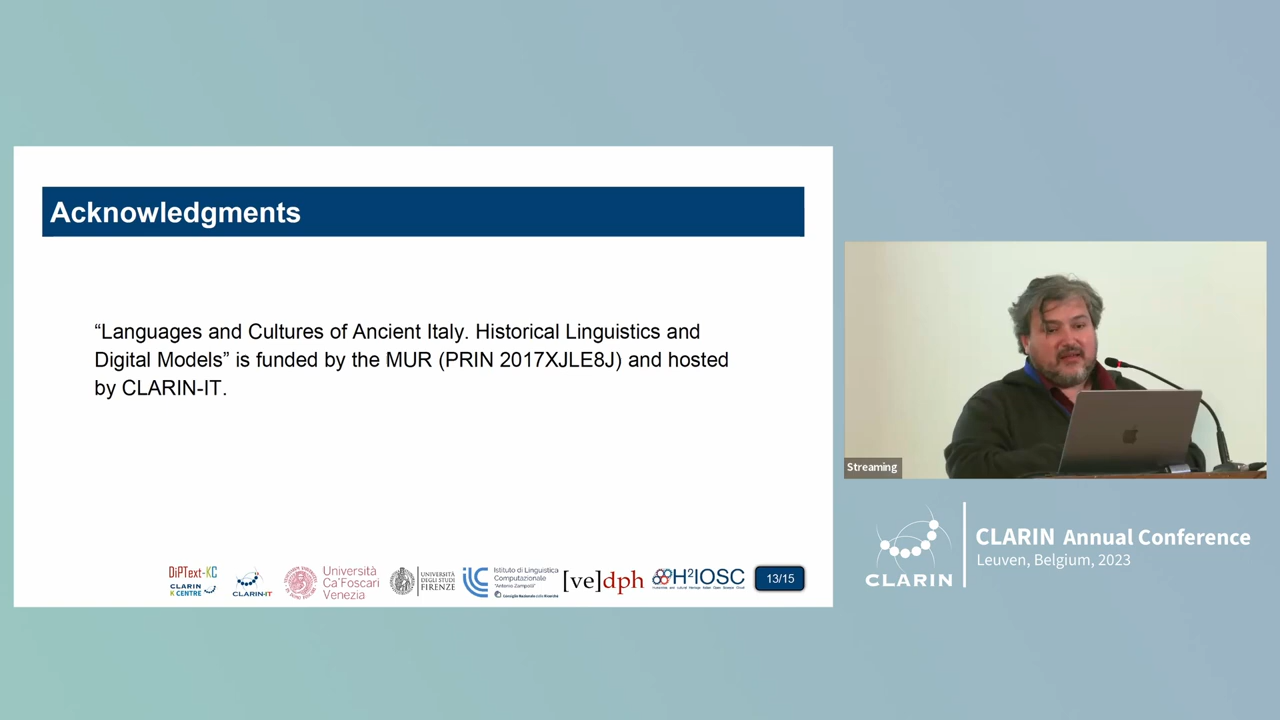 Acknowledgments
“Languages and Cultures of Ancient Italy. Historical Linguistics and
Digital Models” is funded by the MUR (PRIN 2017XJLE8J) and hosted
by CLARIN-IT.
DiPText-KC
CLARIN
K CENTRE
CLARIN-IT
Università
Ca'Foscari
Venezia
UNIVERSITÀ
DEGLI STUDI
FIRENZE
Istituto di Linguistica
Computazionale
"Antonio Zampolli"
Consiglio Nazionale delle Ricerche
[ve]dph
H²IOSC
13/15
Streaming
CLARIN
CLARIN Annual Conference
Leuven, Belgium, 2023